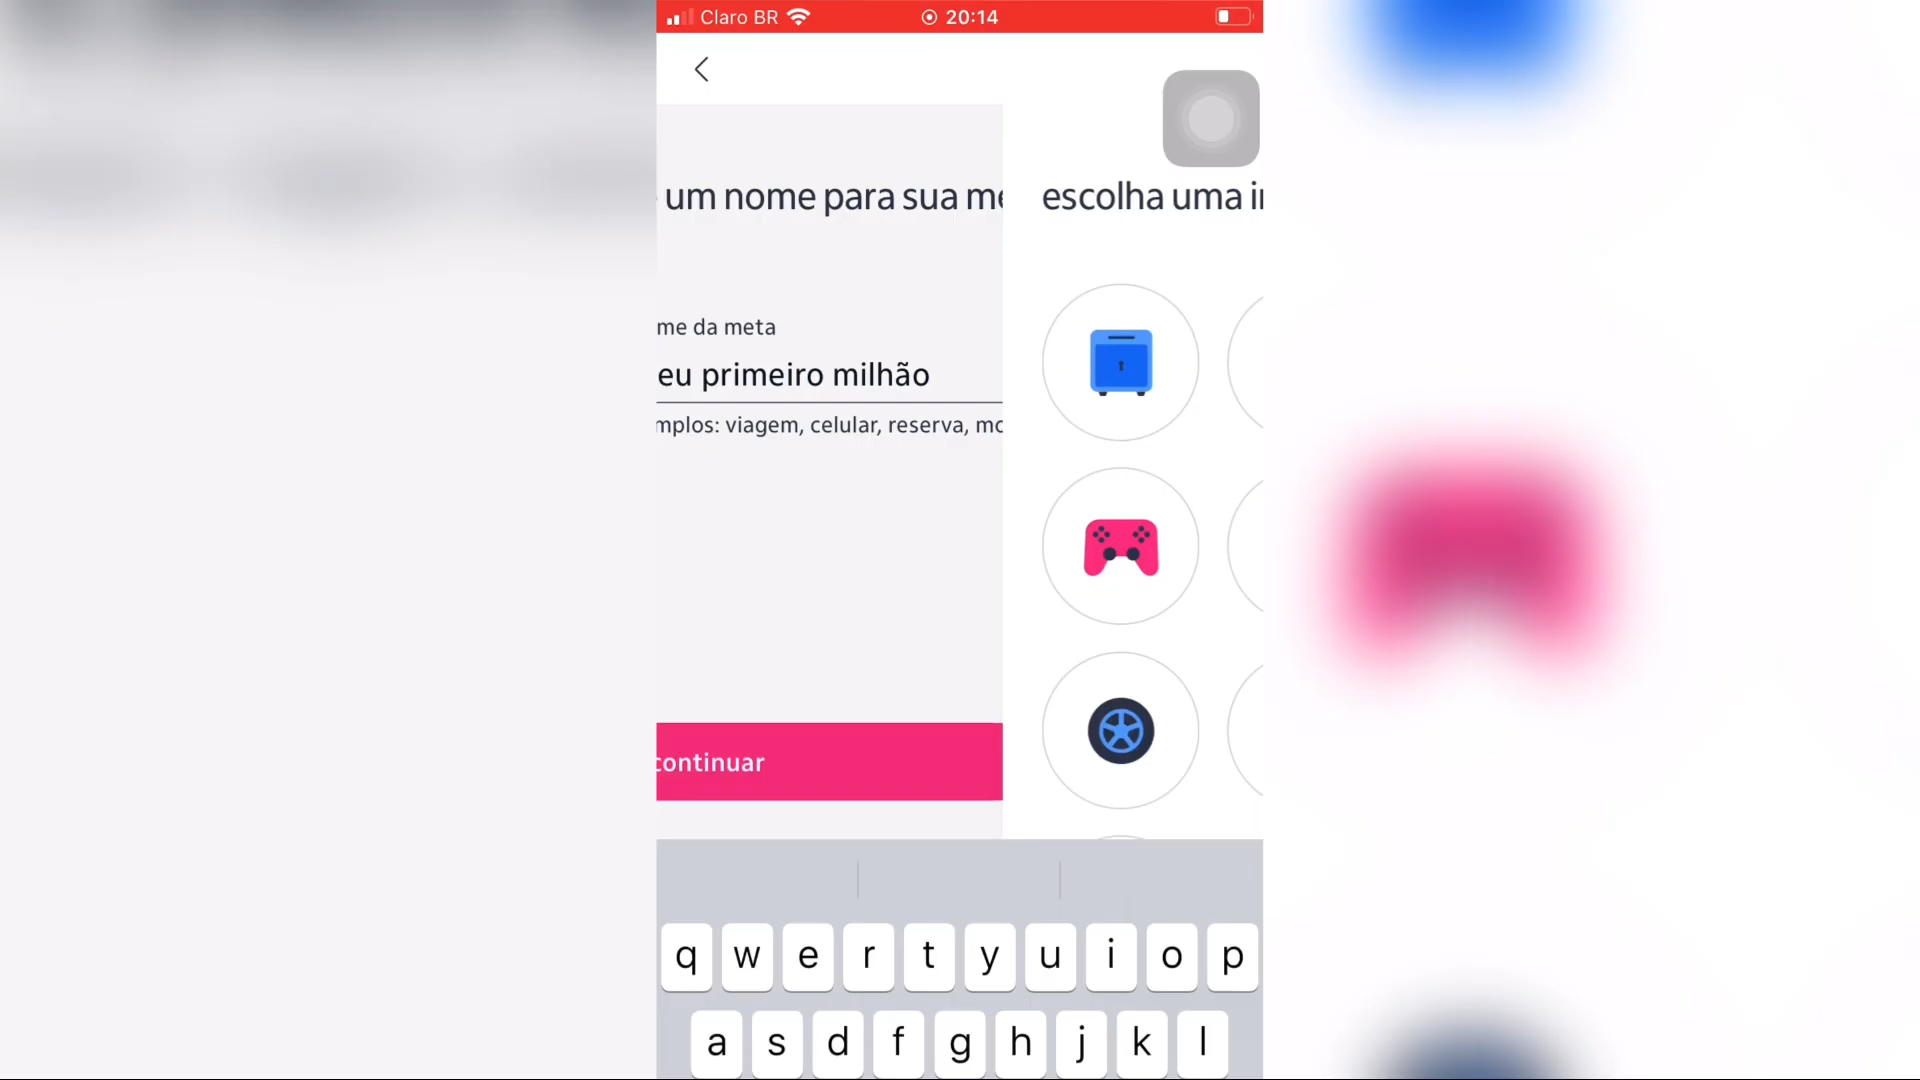 Claro BR
20:14
um nome para sua me
escolha uma i
me da meta
eu primeiro milhão
mplos: viagem, celular, reserva, mo
continuar
q w e r t y u i o p
a s d f g h j k l